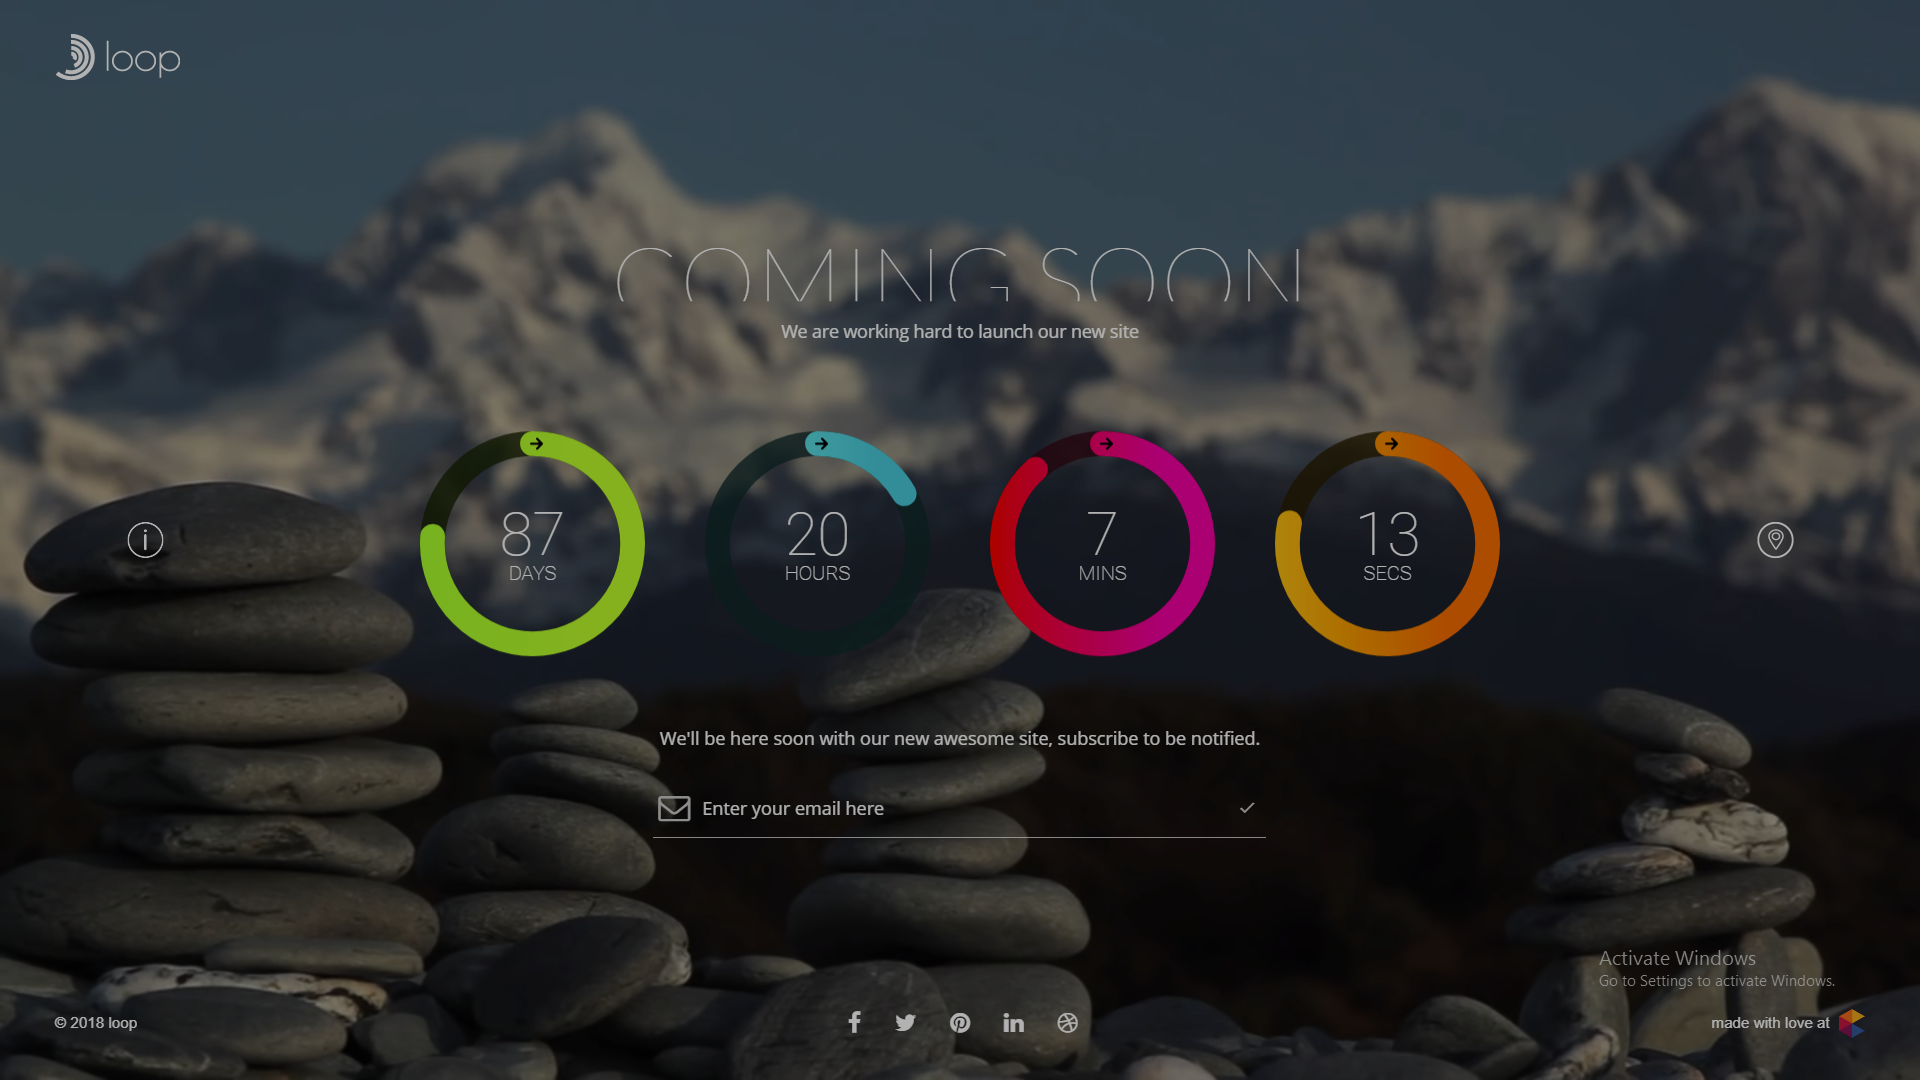 loop
COMING SOON
We are working hard to launch our new site
87
DAYS
20
HOURS
7
MINS
13
SECS
We'll be here soon with our new awesome site, subscribe to be notified.
Enter your email here
Activate Windows
Go to Settings to activate Windows.
© 2018 loop
made with love at